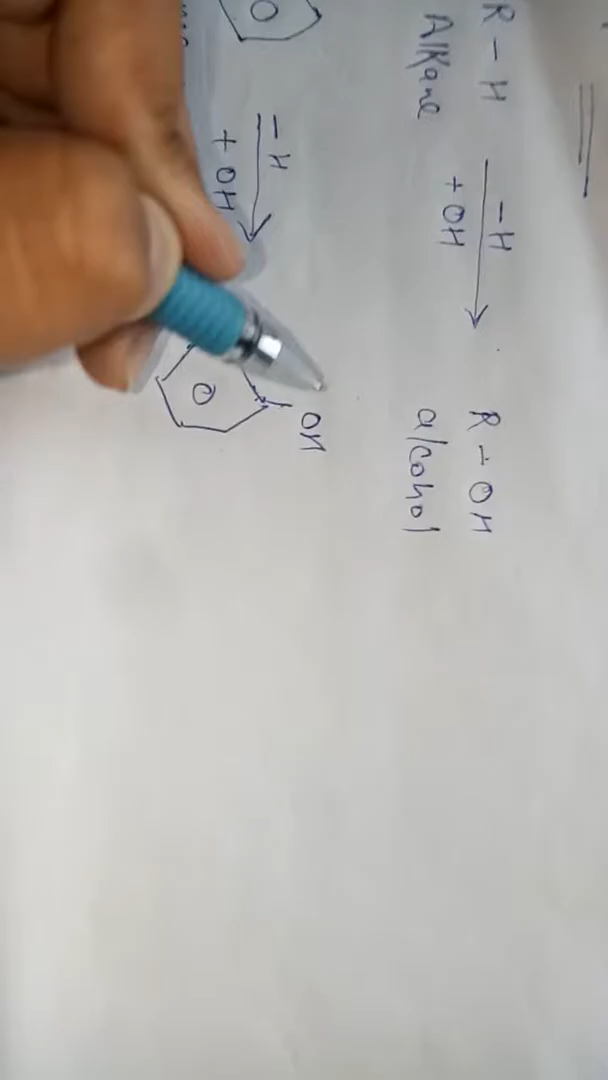 R - H -H + OH R - OH
Alkane alcohol
-H
+ OH
OH